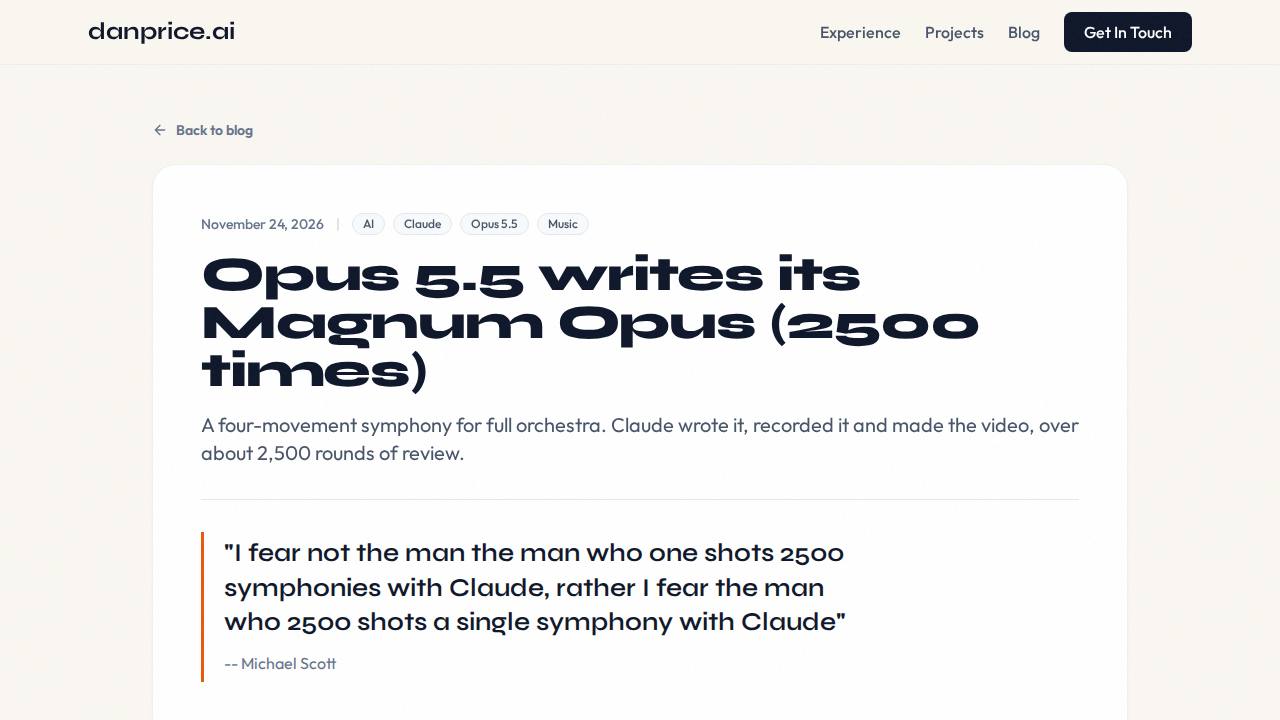 danprice.ai
Experience
Projects
Blog
Get In Touch
Back to blog
November 24, 2026 | AI Claude Opus 5.5 Music
Opus 5.5 writes its
Magnum Opus (2500
times)
A four-movement symphony for full orchestra. Claude wrote it, recorded it and made the video, over
about 2,500 rounds of review.
"I fear not the man the man who one shots 2500
symphonies with Claude, rather I fear the man
who 2500 shots a single symphony with Claude"
-- Michael Scott